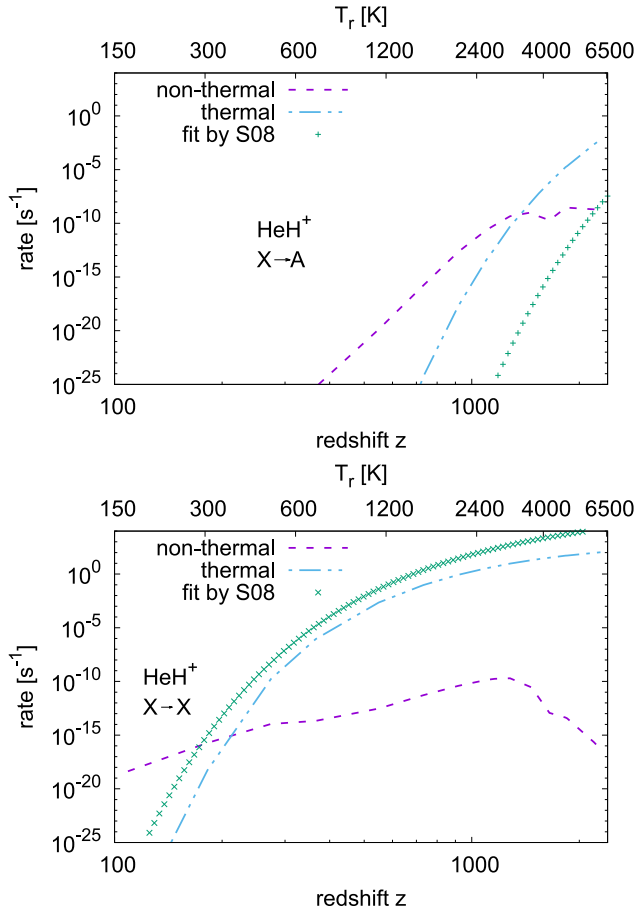 T_r [K]
150 300 600 1200 2400 4000 6500
non-thermal
thermal
fit by S08
10^0
10^-5
10^-10
10^-15
10^-20
10^-25
rate [s^-1]
HeH^+
X→A
100 1000
redshift z
T_r [K]
150 300 600 1200 2400 4000 6500
non-thermal
thermal
fit by S08
10^0
10^-5
10^-10
10^-15
10^-20
10^-25
rate [s^-1]
HeH^+
X→X
100 1000
redshift z